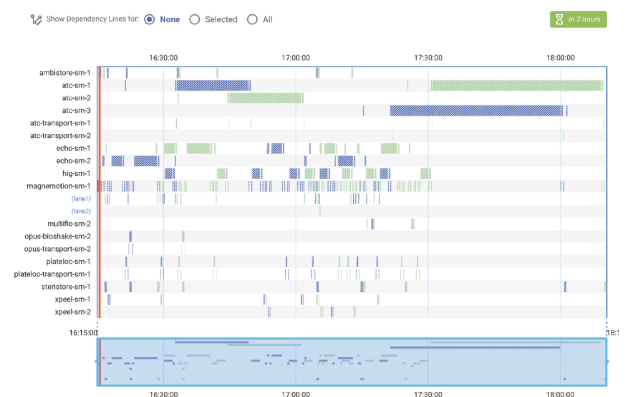 Show Dependency Lines for: None Selected All in 2 hours
16:30:00 17:00:00 17:30:00 18:00:00
ambistore-sm-1
atc-sm-1
atc-sm-2
atc-sm-3
atc-transport-sm-1
atc-transport-sm-2
echo-sm-1
echo-sm-2
hig-sm-1
magnemotion-sm-1
(lane1)
(lane2)
multiflo-sm-2
opus-bioshake-sm-2
opus-transport-sm-2
plateloc-sm-1
plateloc-transport-sm-1
steristore-sm-1
xpeel-sm-1
xpeel-sm-2
16:15:00 18:1
16:30:00 17:00:00 17:30:00 18:00:00